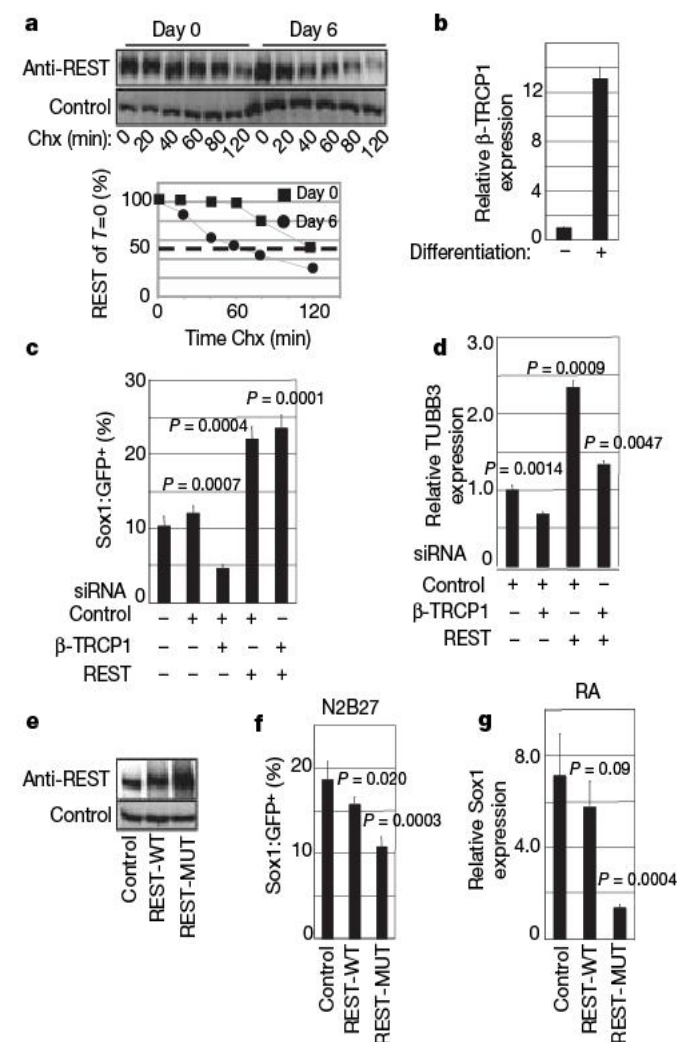 a
Day 0 Day 6
Anti-REST
Control
Chx (min): 0 20 40 60 80 120 0 20 40 60 80 120
REST of T=0 (%)
100
50
0
Day 0
Day 6
0 60 120
Time Chx (min)
b
Relative β-TRCP1
expression
12
8
4
0
Differentiation: – +
c
Sox1:GFP+ (%)
30
20
10
0
P = 0.0007
P = 0.0004
P = 0.0001
siRNA
Control – + + + –
β-TRCP1 – – + – +
REST – – – + +
d
Relative TUBB3
expression
3.0
2.0
1.0
0
P = 0.0014
P = 0.0009
P = 0.0047
siRNA
Control + + + –
β-TRCP1 – + – +
REST – – + +
e
Anti-REST
Control
Control
REST-WT
REST-MUT
f
N2B27
Sox1:GFP+ (%)
20
10
0
P = 0.020
P = 0.0003
Control
REST-WT
REST-MUT
g
RA
Relative Sox1
expression
8.0
4.0
0
P = 0.09
P = 0.0004
Control
REST-WT
REST-MUT